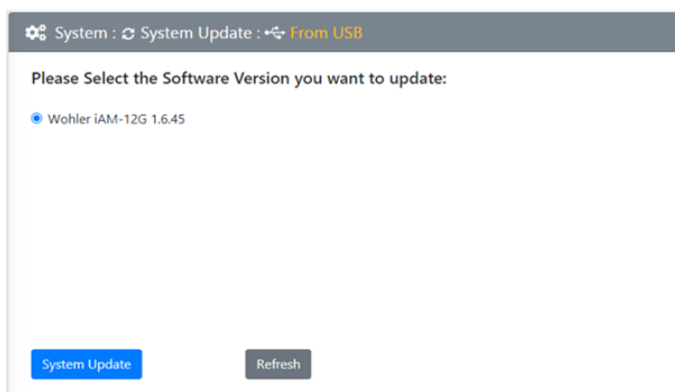 System : System Update : From USB
Please Select the Software Version you want to update:
Wohler iAM-12G 1.6.45
System Update Refresh